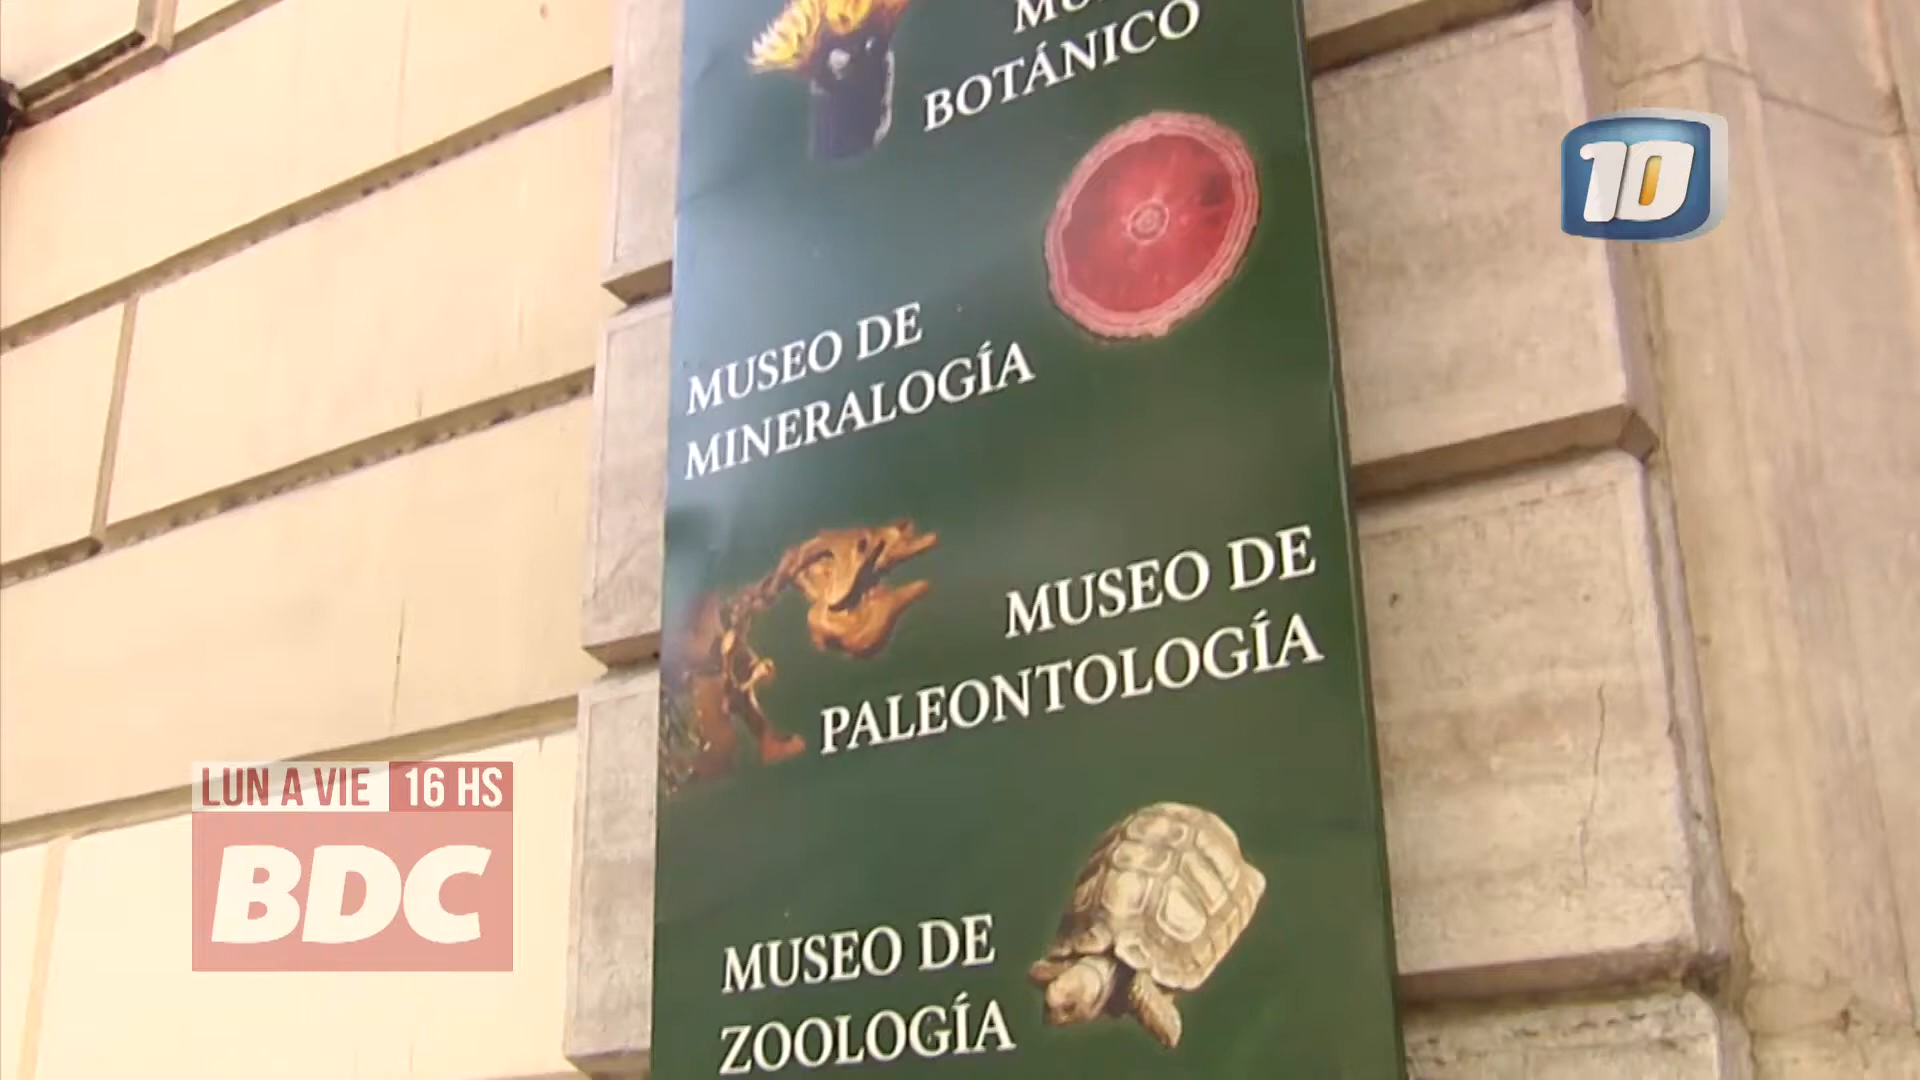 BOTÁNICO
10
MUSEO DE
MINERALOGÍA
MUSEO DE
PALEONTOLOGÍA
LUN A VIE 16 HS
BDC
MUSEO DE
ZOOLOGÍA